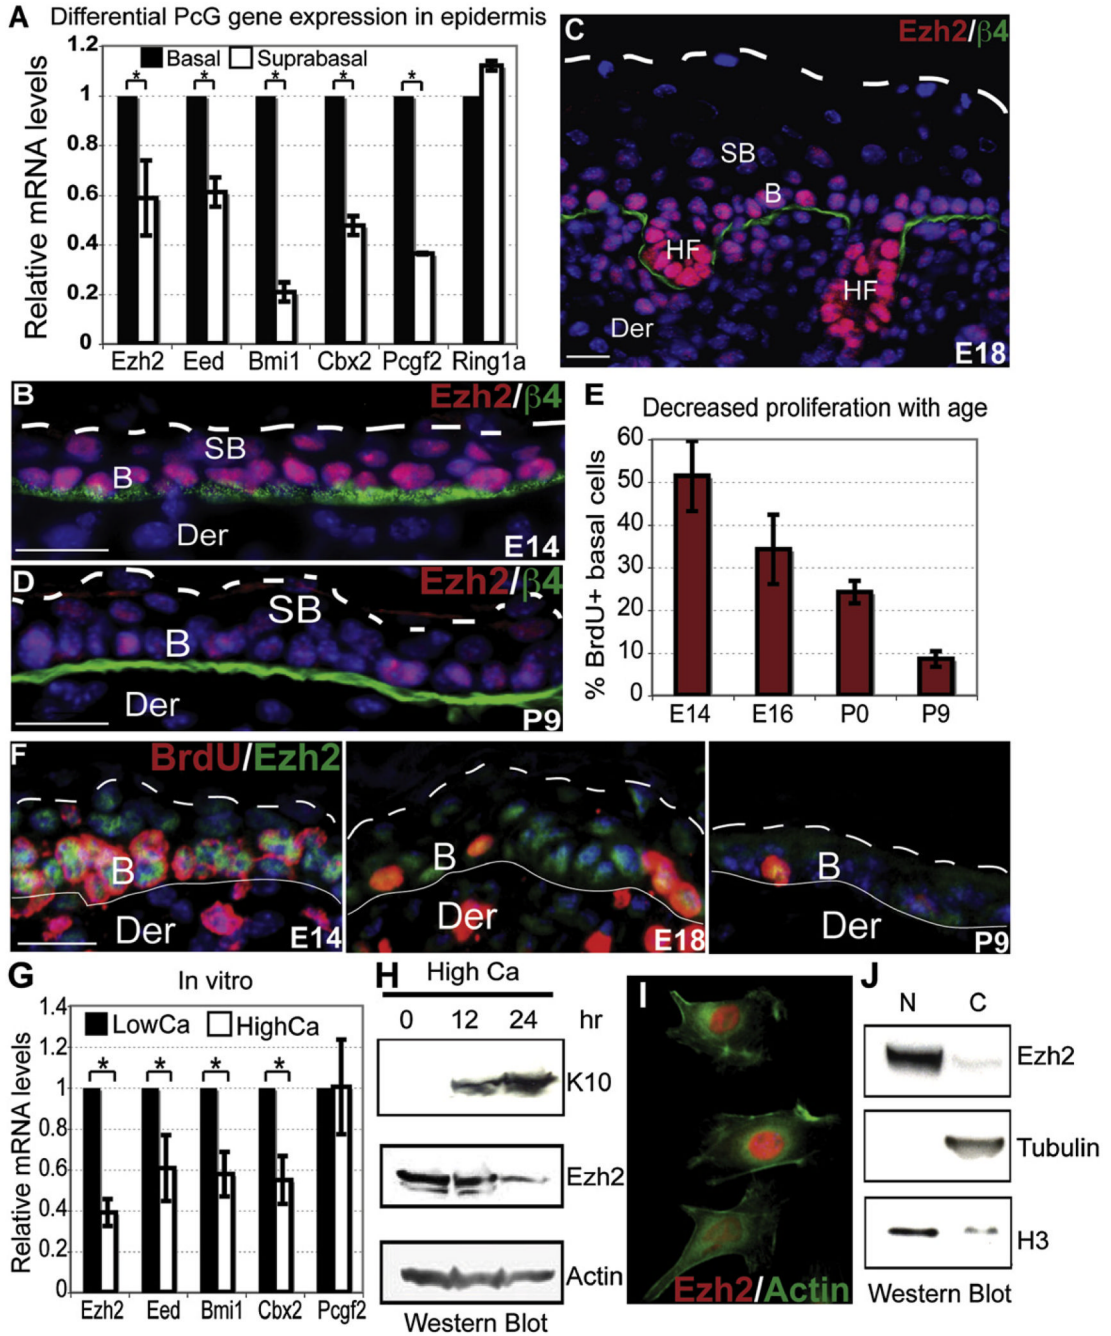 A Differential PcG gene expression in epidermis
Relative mRNA levels
1.2
1
0.8
0.6
0.4
0.2
0
Basal Suprabasal
* * * * *
Ezh2 Eed Bmi1 Cbx2 Pcgf2 Ring1a
C Ezh2/β4
SB
B
HF
HF
Der
E18
B Ezh2/β4
SB
B
Der
E14
D Ezh2/β4
SB
B
Der
P9
E
Decreased proliferation with age
% BrdU+ basal cells
60
50
40
30
20
10
0
E14 E16 P0 P9
F BrdU/Ezh2
B
Der
E14
B
Der
E18
B
Der
P9
G In vitro
Relative mRNA levels
1.4
1.2
1
0.8
0.6
0.4
0.2
0
LowCa HighCa
* * * *
Ezh2 Eed Bmi1 Cbx2 Pcgf2
H High Ca
0 12 24 hr
K10
Ezh2
Actin
Western Blot
I
Ezh2/Actin
J
N C
Ezh2
Tubulin
H3
Western Blot